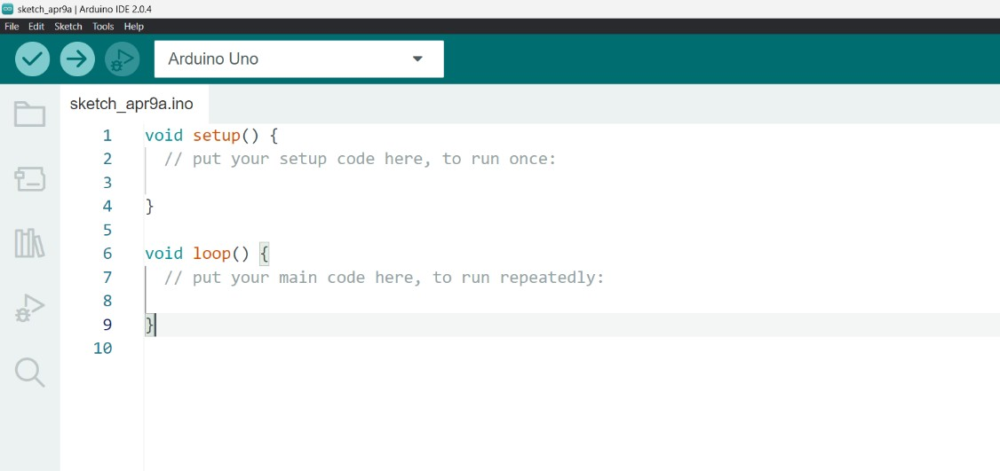 sketch_apr9a | Arduino IDE 2.0.4
File Edit Sketch Tools Help
Arduino Uno
sketch_apr9a.ino
1 void setup() {
2 // put your setup code here, to run once:
3
4 }
5
6 void loop() {
7 // put your main code here, to run repeatedly:
8
9 }
10